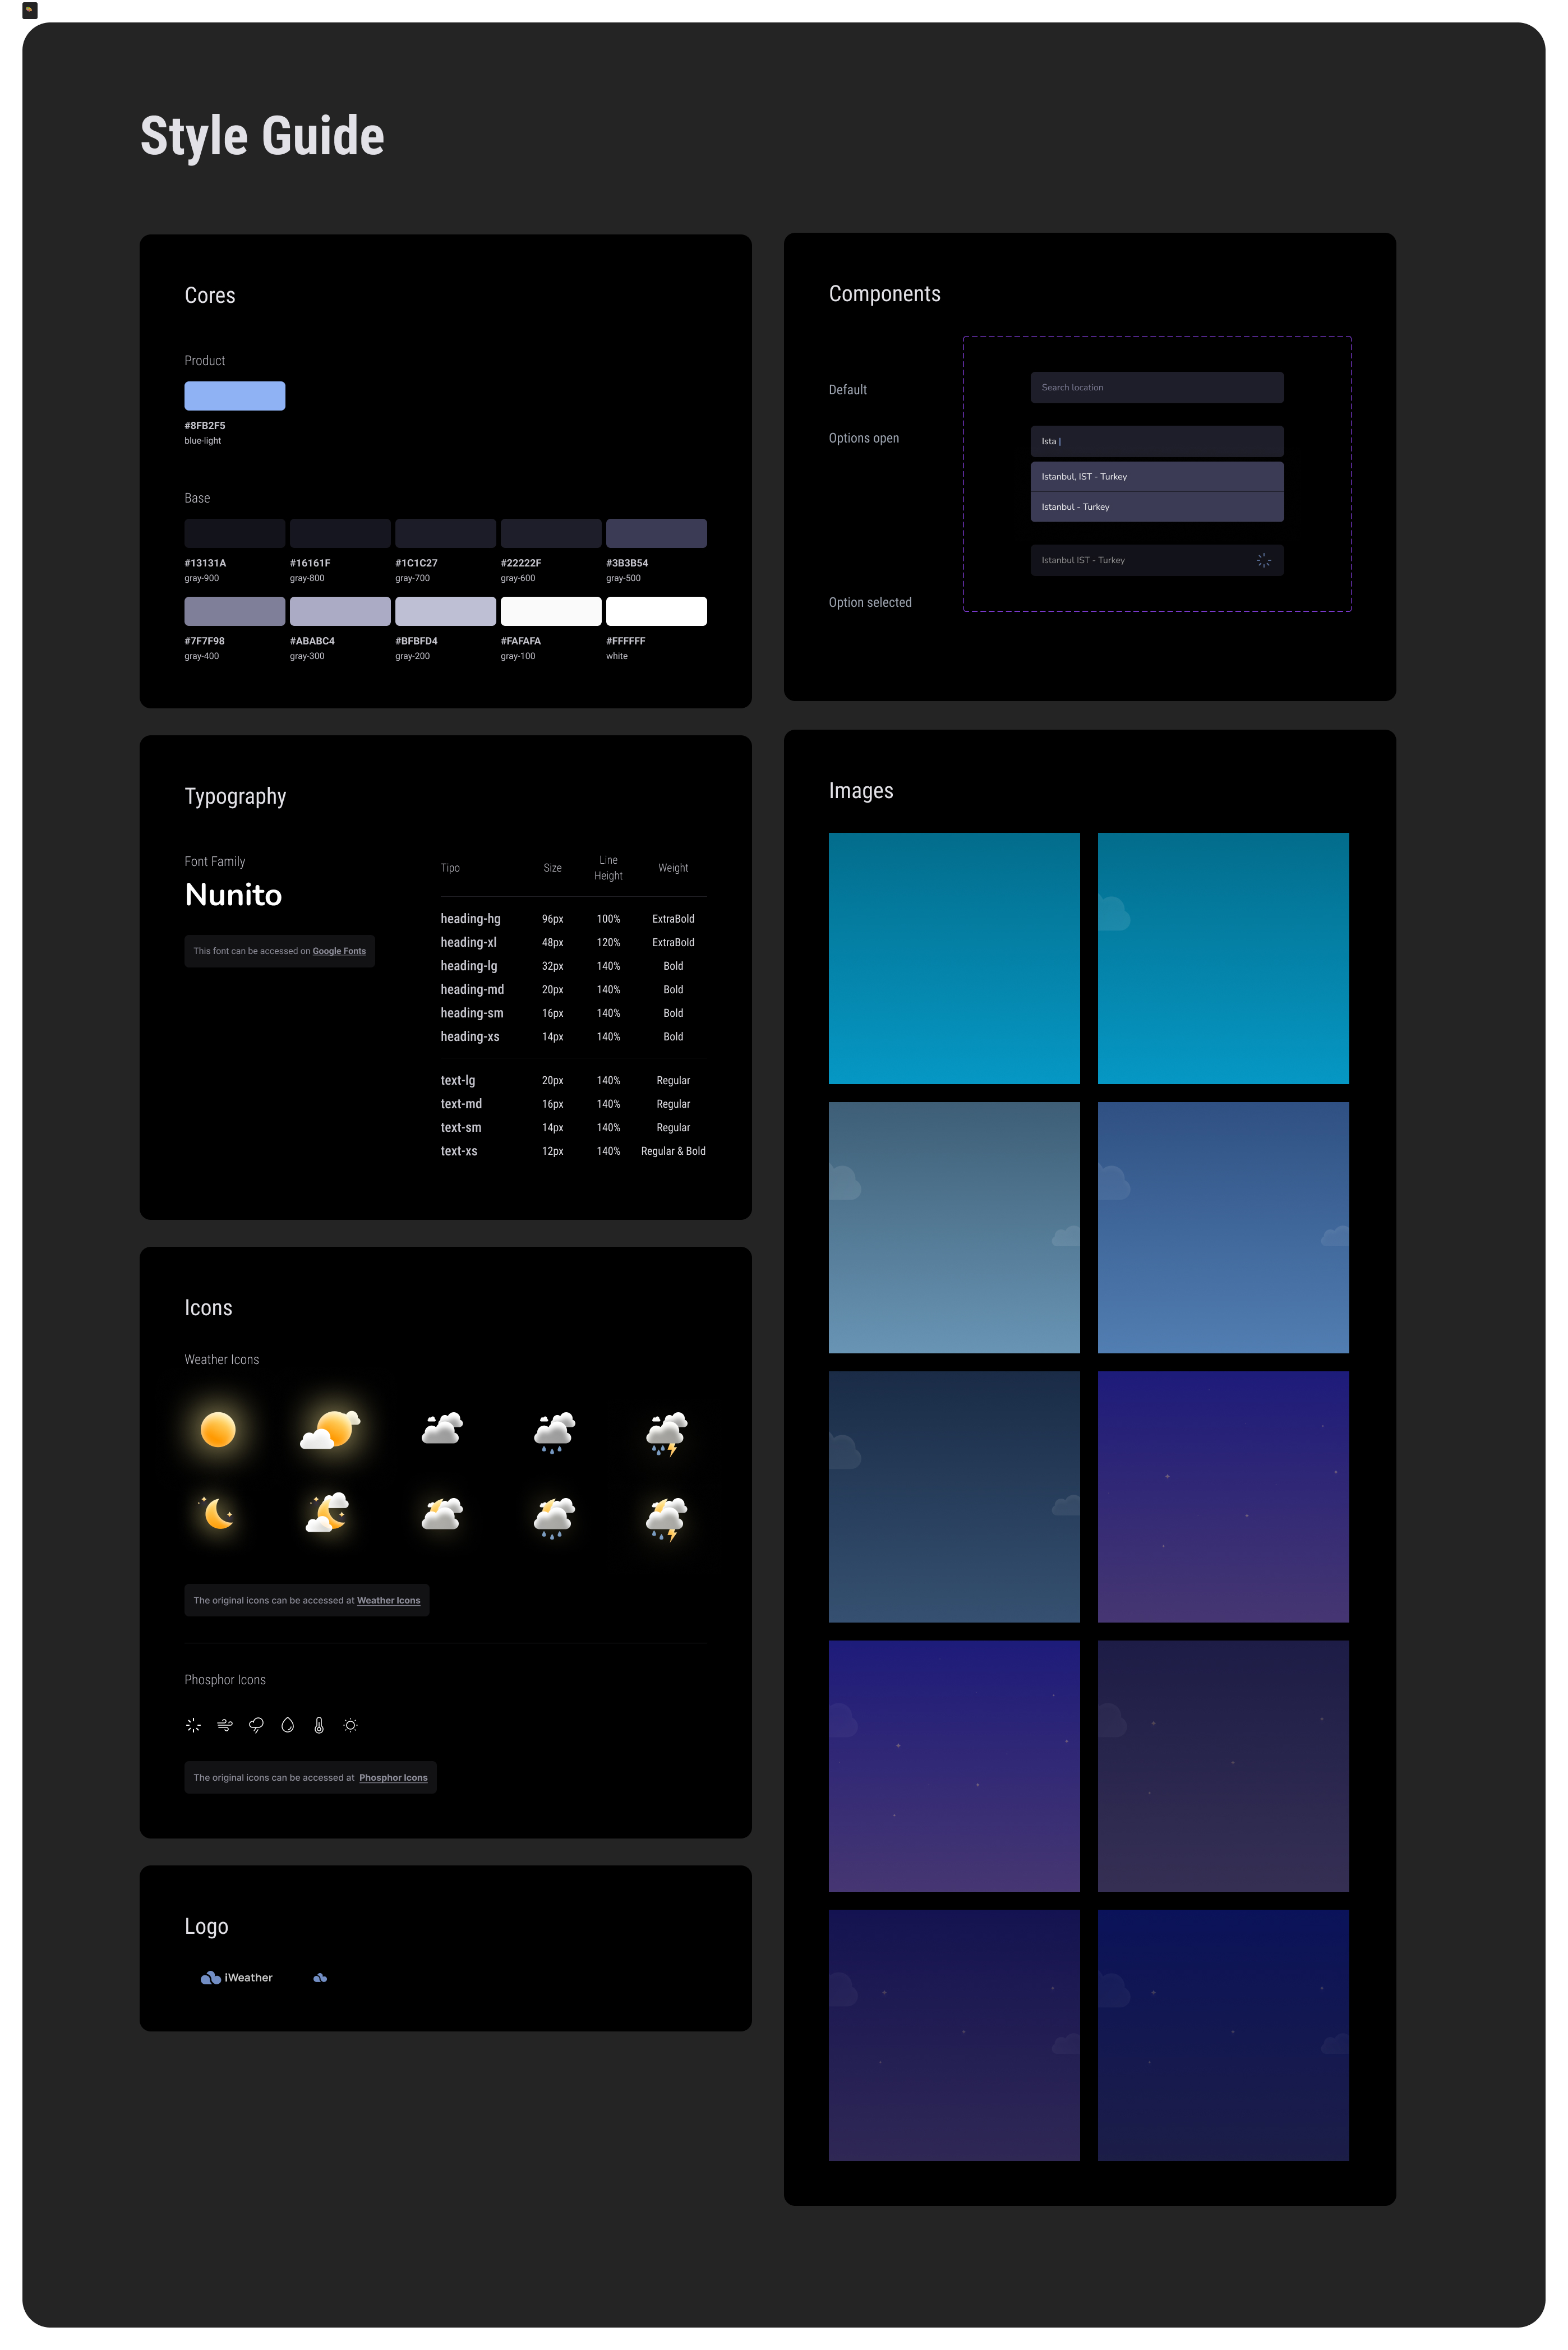 Style Guide
Cores
Product
#8FB2F5
blue-light
Base
#13131A #16161F #1C1C27 #22222F #3B3B54
gray-900 gray-800 gray-700 gray-600 gray-500
#7F7F98 #ABABC4 #BFBFD4 #FAFAFA #FFFFFF
gray-400 gray-300 gray-200 gray-100 white
Typography
Font Family
Nunito
This font can be accessed on Google Fonts
Tipo Size Line Height Weight
heading-hg 96px 100% ExtraBold
heading-xl 48px 120% ExtraBold
heading-lg 32px 140% Bold
heading-md 20px 140% Bold
heading-sm 16px 140% Bold
heading-xs 14px 140% Bold
text-lg 20px 140% Regular
text-md 16px 140% Regular
text-sm 14px 140% Regular
text-xs 12px 140% Regular & Bold
Icons
Weather Icons
The original icons can be accessed at Weather Icons
Phosphor Icons
The original icons can be accessed at Phosphor Icons
Logo
iWeather
Components
Default
Search location
Options open
Ista |
Istanbul, IST - Turkey
Istanbul - Turkey
Istanbul IST - Turkey
Option selected
Images